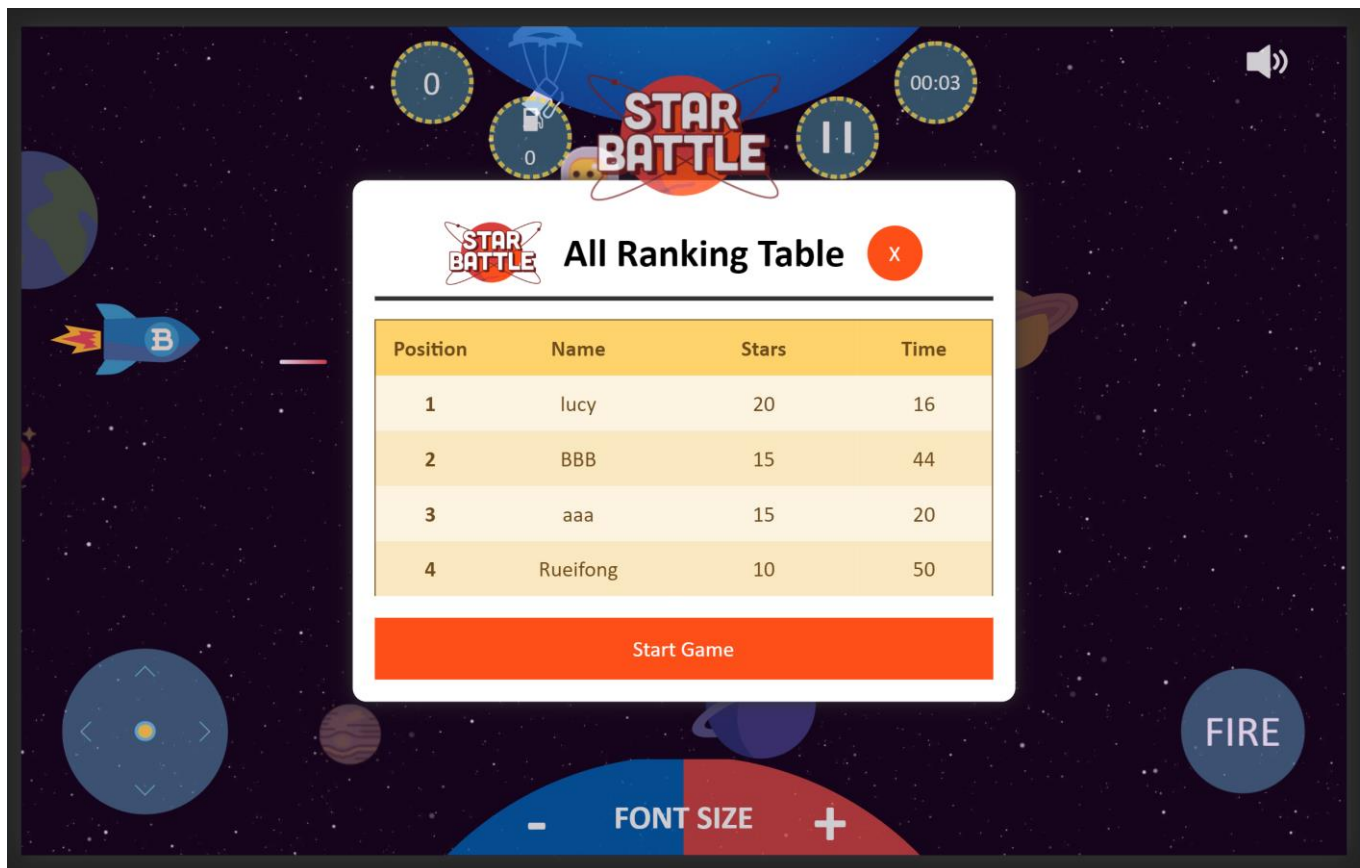 0
00:03
0
STAR
BATTLE
STAR
BATTLE
All Ranking Table
X
Position Name Stars Time
1 lucy 20 16
2 BBB 15 44
3 aaa 15 20
4 Rueifong 10 50
Start Game
B
FIRE
- FONT SIZE +